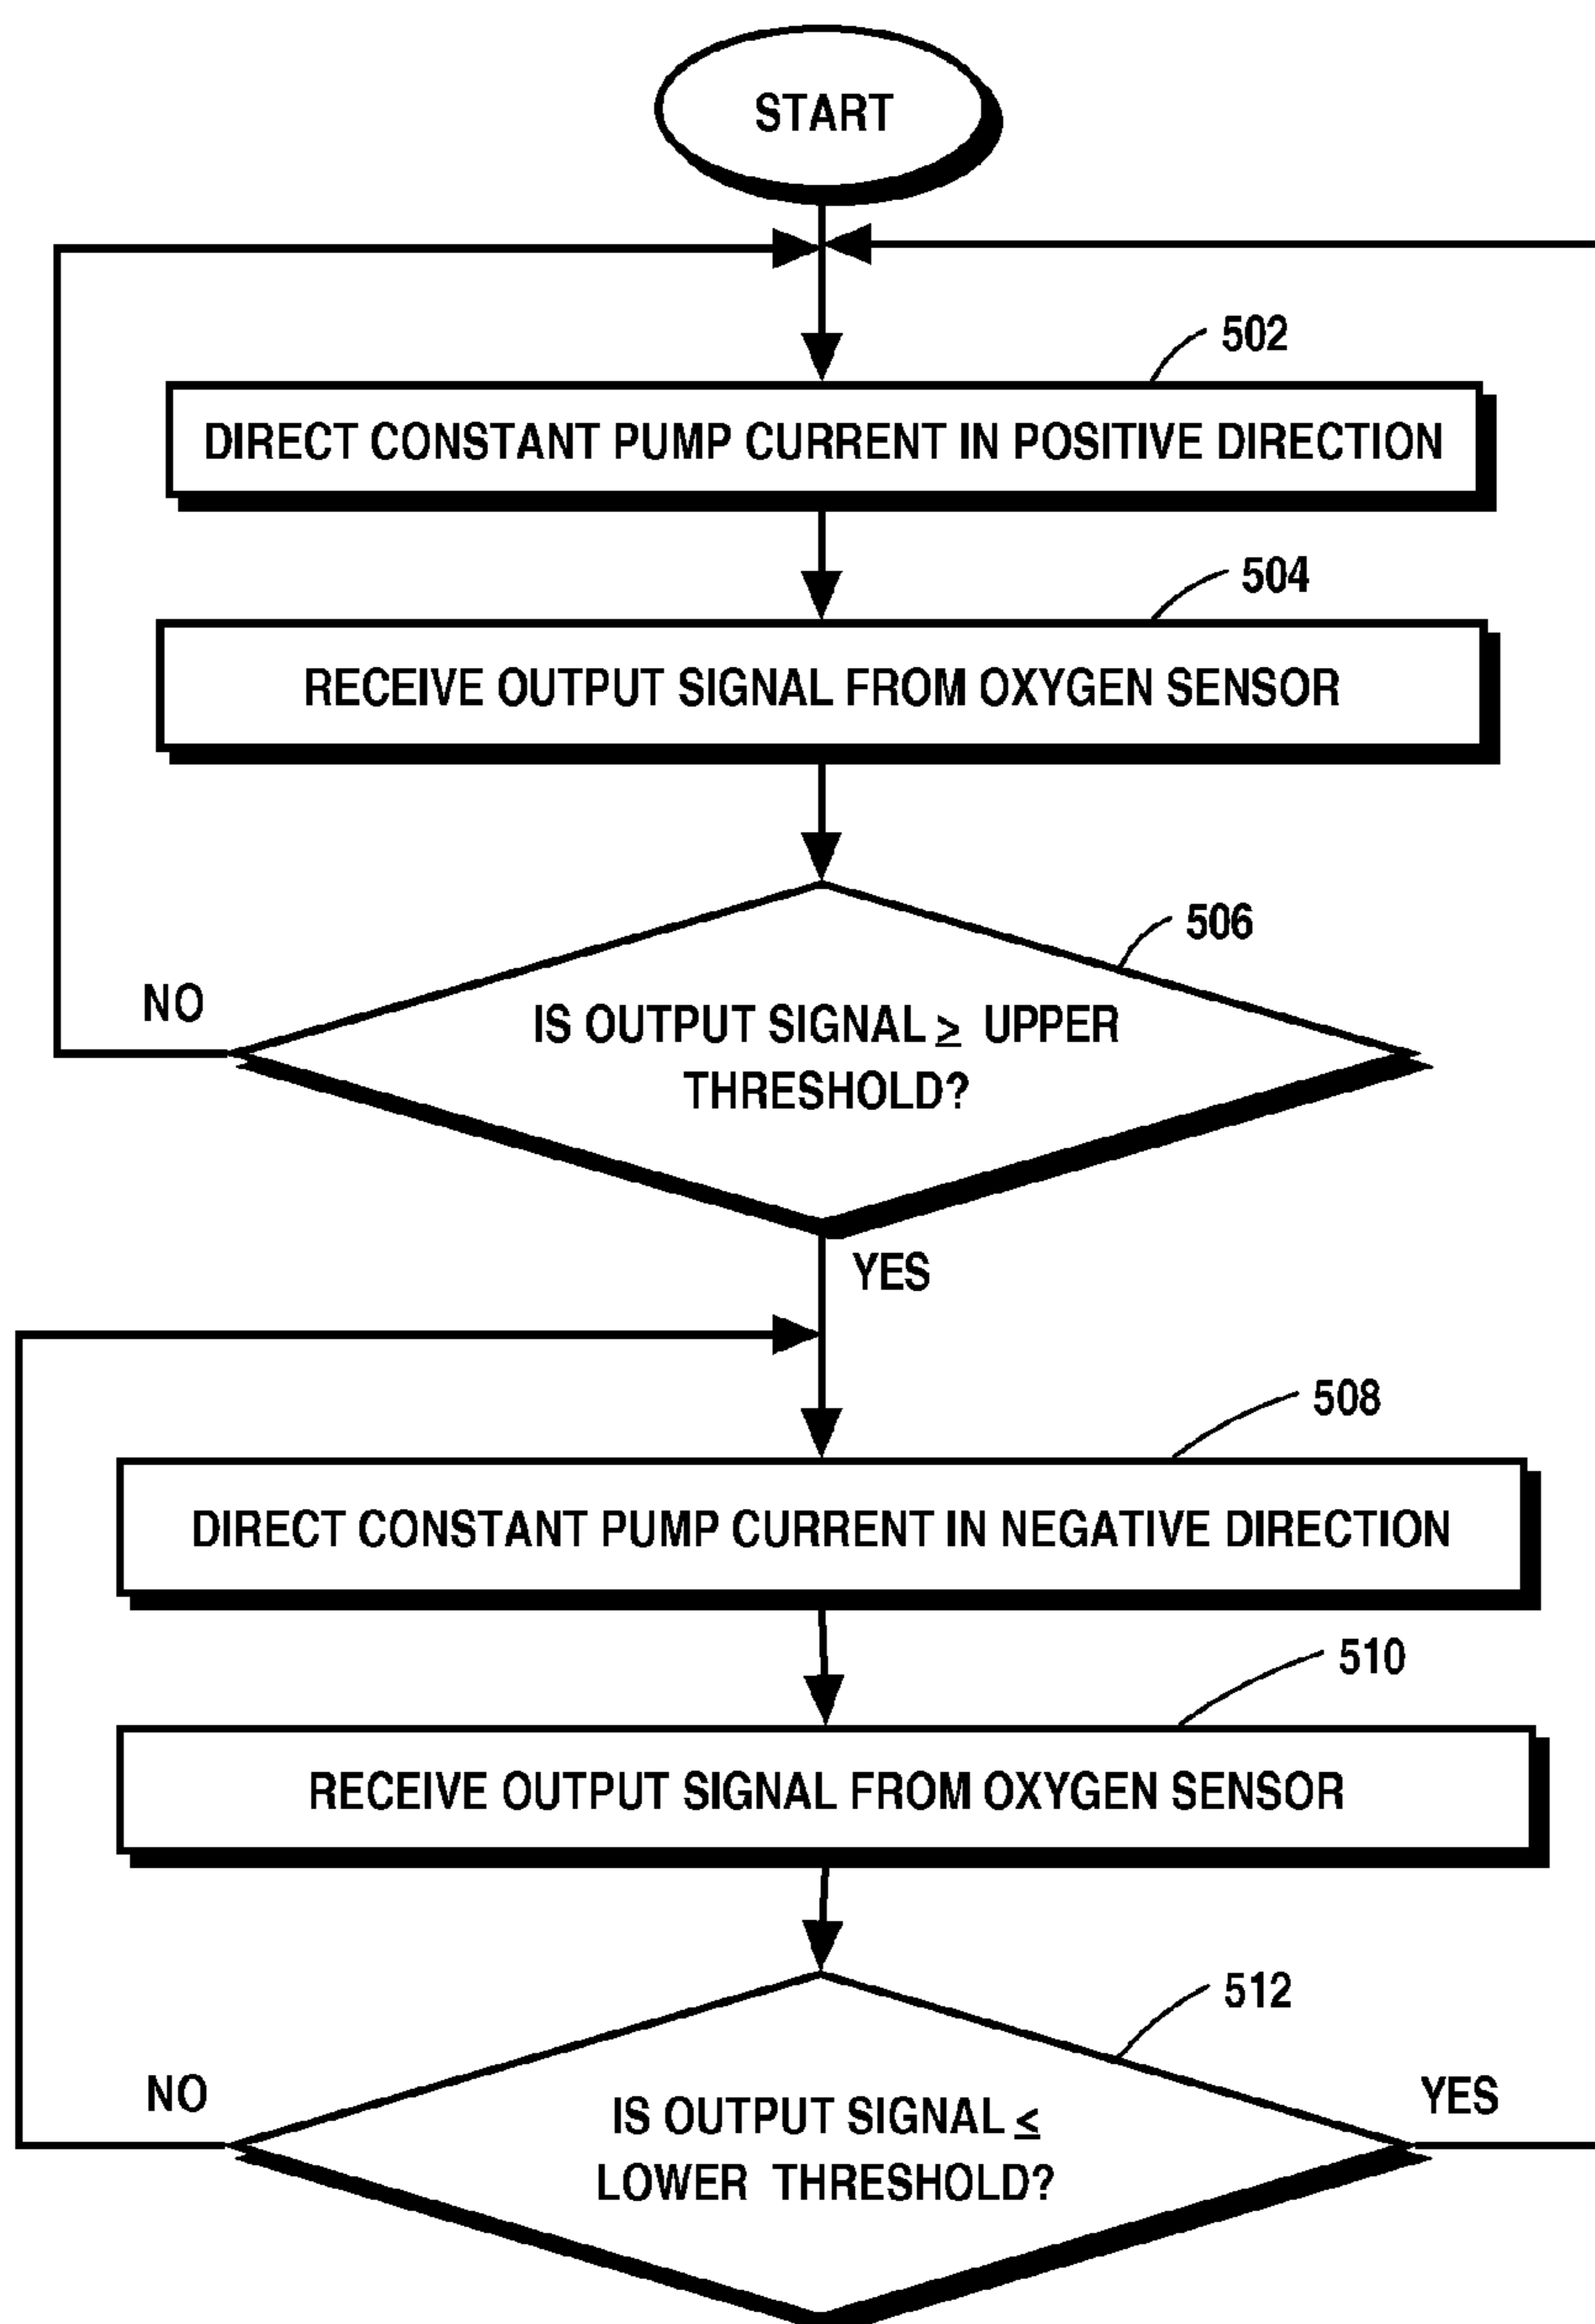 START
502
DIRECT CONSTANT PUMP CURRENT IN POSITIVE DIRECTION
504
RECEIVE OUTPUT SIGNAL FROM OXYGEN SENSOR
506
NO
IS OUTPUT SIGNAL ≥ UPPER
THRESHOLD?
YES
508
DIRECT CONSTANT PUMP CURRENT IN NEGATIVE DIRECTION
510
RECEIVE OUTPUT SIGNAL FROM OXYGEN SENSOR
512
NO
YES
IS OUTPUT SIGNAL ≤
LOWER THRESHOLD?